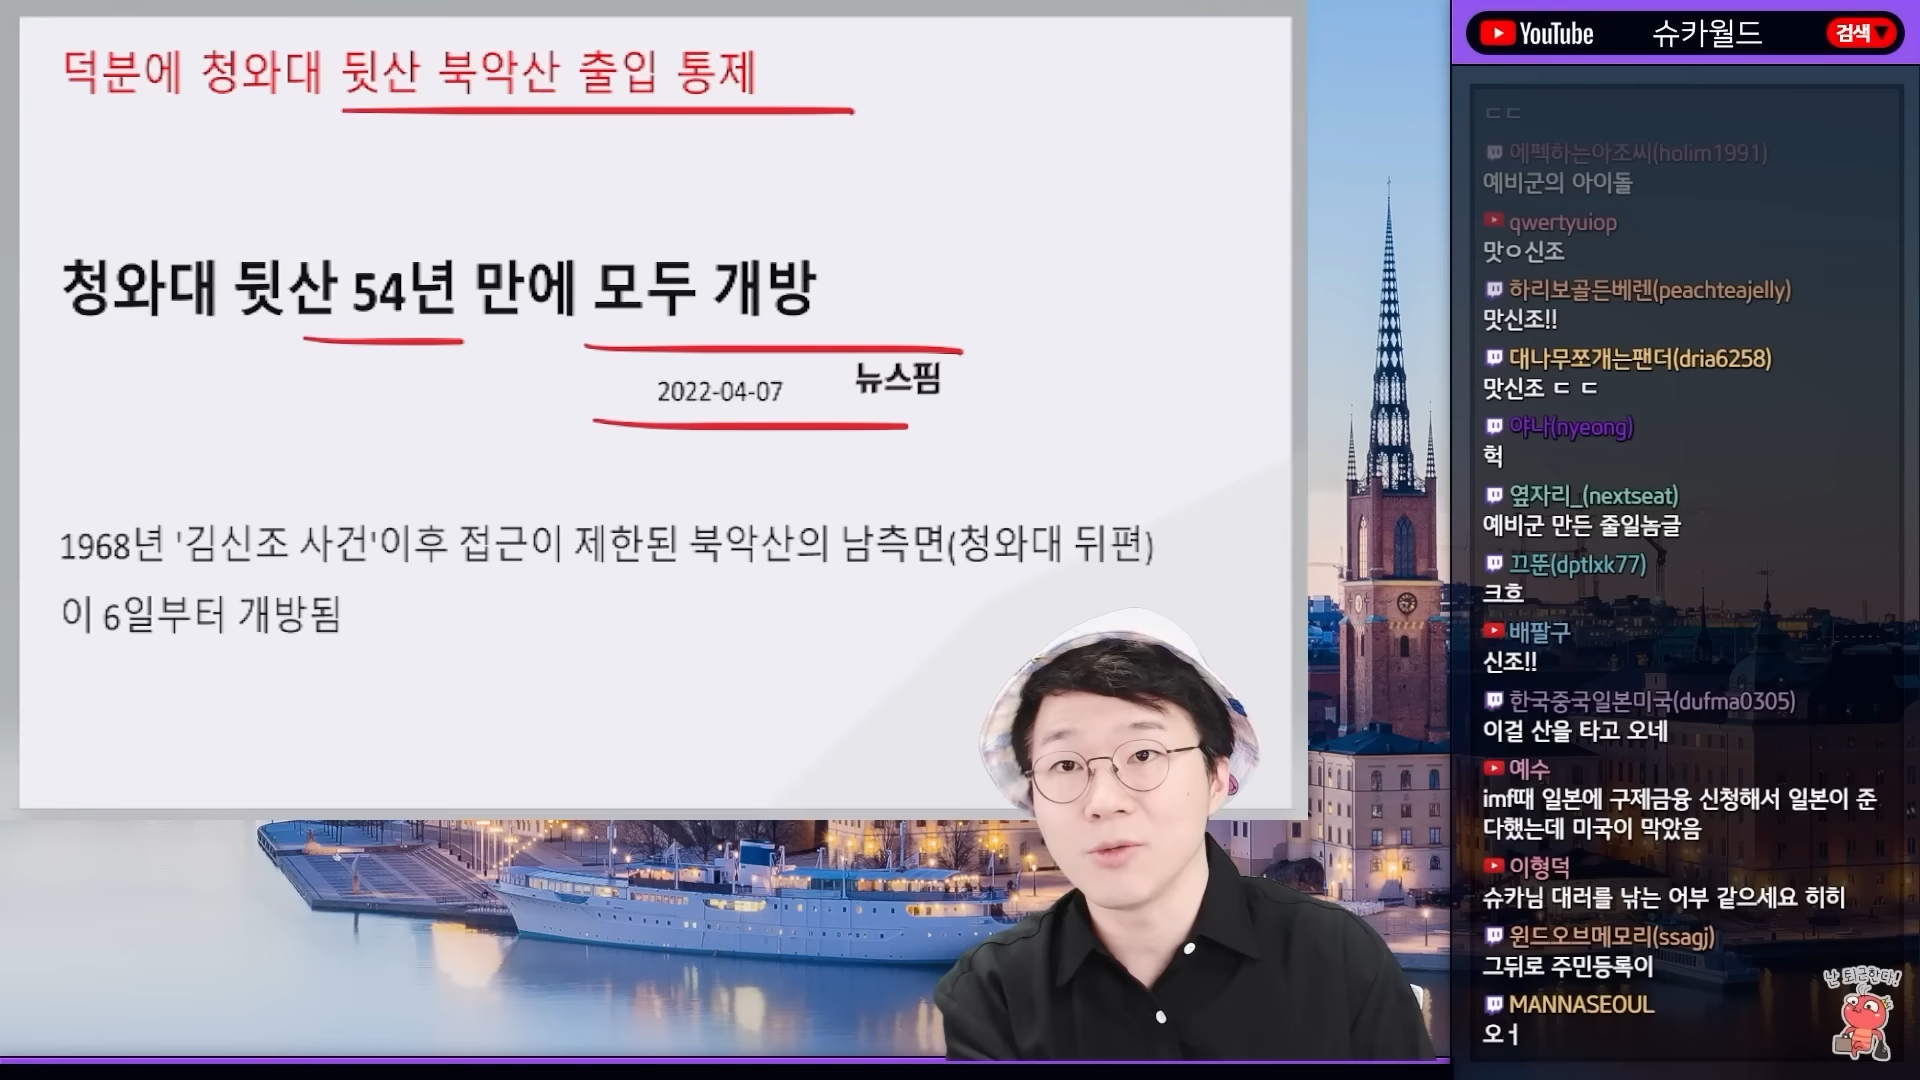 덕분에 청와대 뒷산 북악산 출입 통제
청와대 뒷산 54년 만에 모두 개방
2022-04-07
뉴스핌
1968년 '김신조 사건'이후 접근이 제한된 북악산의 남측면(청와대 뒤편)
이 6일부터 개방됨
YouTube
슈카월드
검색
ㄷㄷ
에펙하는아조씨(holim1991)
예비군의 아이돌
qwertyuiop
맛ㅇ신조
하리보골든베렌(peachteajelly)
맛신조!!
대나무쪼개는팬더(dria6258)
맛신조 ㄷ ㄷ
야나(nyeong)
헉
옆자리_(nextseat)
예비군 만든 줄일놈글
끄뚠(dptlxk77)
크흐
배팔구
신조!!
한국중국일본미국(dufma0305)
이걸 산을 타고 오네
예수
imf때 일본에 구제금융 신청해서 일본이 준
다했는데 미국이 막았음
이형덕
슈카님 대러를 낚는 어부 같으세요 히히
윈드오브메모리(ssagj)
그뒤로 주민등록이
MANNASEOUL
오ㅓ
난 퇴근한다!